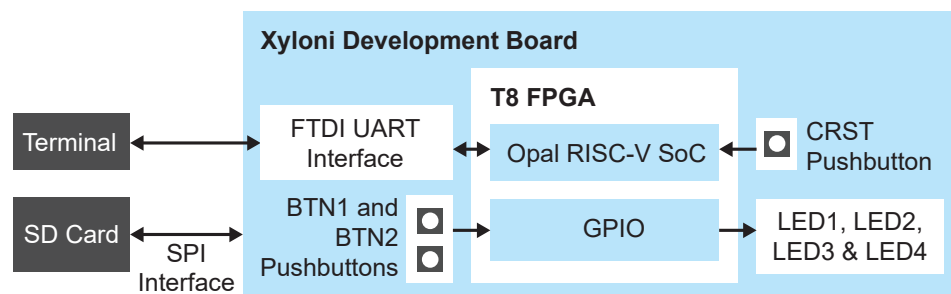 Xyloni Development Board
T8 FPGA
Terminal
FTDI UART
Interface
Opal RISC-V SoC
CRST
Pushbutton
SD Card
SPI
Interface
BTN1 and
BTN2
Pushbuttons
GPIO
LED1, LED2,
LED3 & LED4